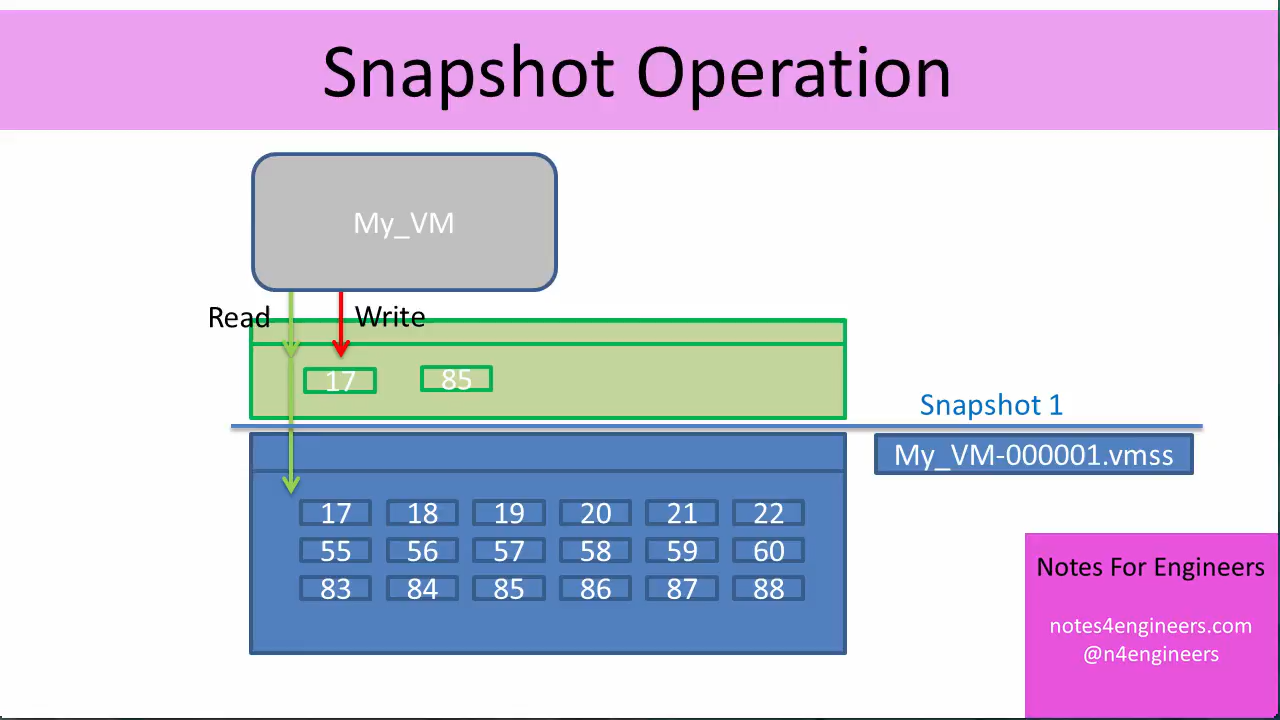 Snapshot Operation
My_VM
Read
Write
17 85
Snapshot 1
My_VM-000001.vmss
17 18 19 20 21 22
55 56 57 58 59 60
83 84 85 86 87 88
Notes For Engineers
notes4engineers.com
@n4engineers